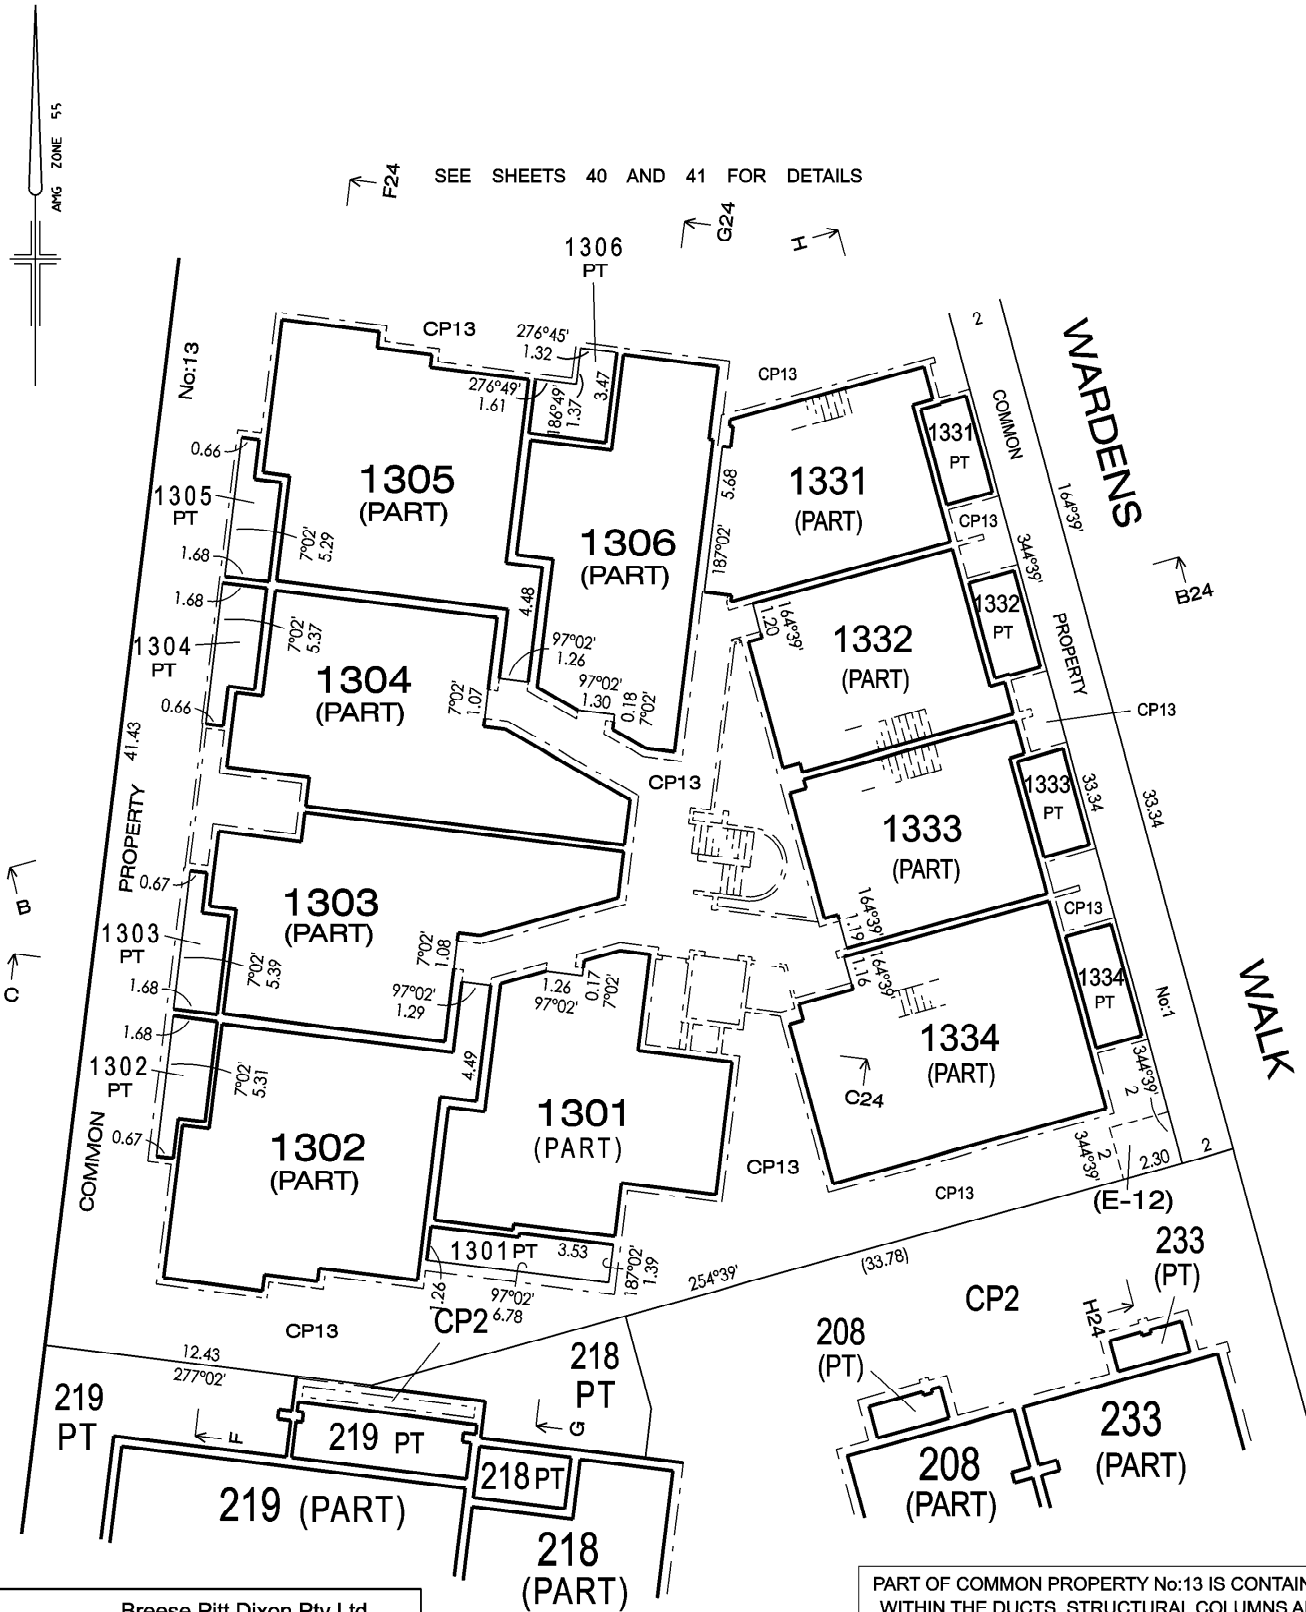 AMG ZONE 55
F24
SEE SHEETS 40 AND 41 FOR DETAILS
G24
H
1306
PT
No:13
CP13
276°45'
1.32
276°49'
1.61
186°49'
1.37
3.47
CP13
2
WARDENS
COMMON
0.66
1305
PT
1305
(PART)
7°02'
5.29
1.68
1306
(PART)
5.68
187°02'
1331
(PART)
1331
PT
CP13
164°39'
344°39'
B24
1.68
1304
PT
7°02'
5.37
0.66
1304
(PART)
4.48
97°02'
1.26
97°02'
1.30
0.18
7°02'
7°02'
1.07
164°39'
1.20
1332
(PART)
1332
PT
PROPERTY
CP13
41.43
CP13
1333
(PART)
1333
PT
33.34
33.34
PROPERTY
0.67
B
C
1303
PT
1303
(PART)
7°02'
5.39
1.68
7°02'
1.08
97°02'
1.29
1.26
97°02'
0.17
7°02'
164°39'
1.19
164°39'
1.16
CP13
1334
PT
No:1
WALK
1334
(PART)
C24
1.68
1302
PT
7°02'
5.31
0.67
COMMON
1302
(PART)
4.49
1301
(PART)
CP13
CP13
344°39'
2
344°39'
2
2.30
2
(E-12)
1301 PT
3.53
187°02'
1.39
1.26
97°02'
6.78
CP2
CP13
254°39'
(33.78)
CP2
233
(PT)
H24
208
(PT)
12.43
277°02'
218
PT
219
PT
F
G
219 PT
218 PT
219 (PART)
218
(PART)
208
(PART)
233
(PART)
Breese Pitt Dixon Pty Ltd
PART OF COMMON PROPERTY No:13 IS CONTAIN
WITHIN THE DUCTS, STRUCTURAL COLUMNS A